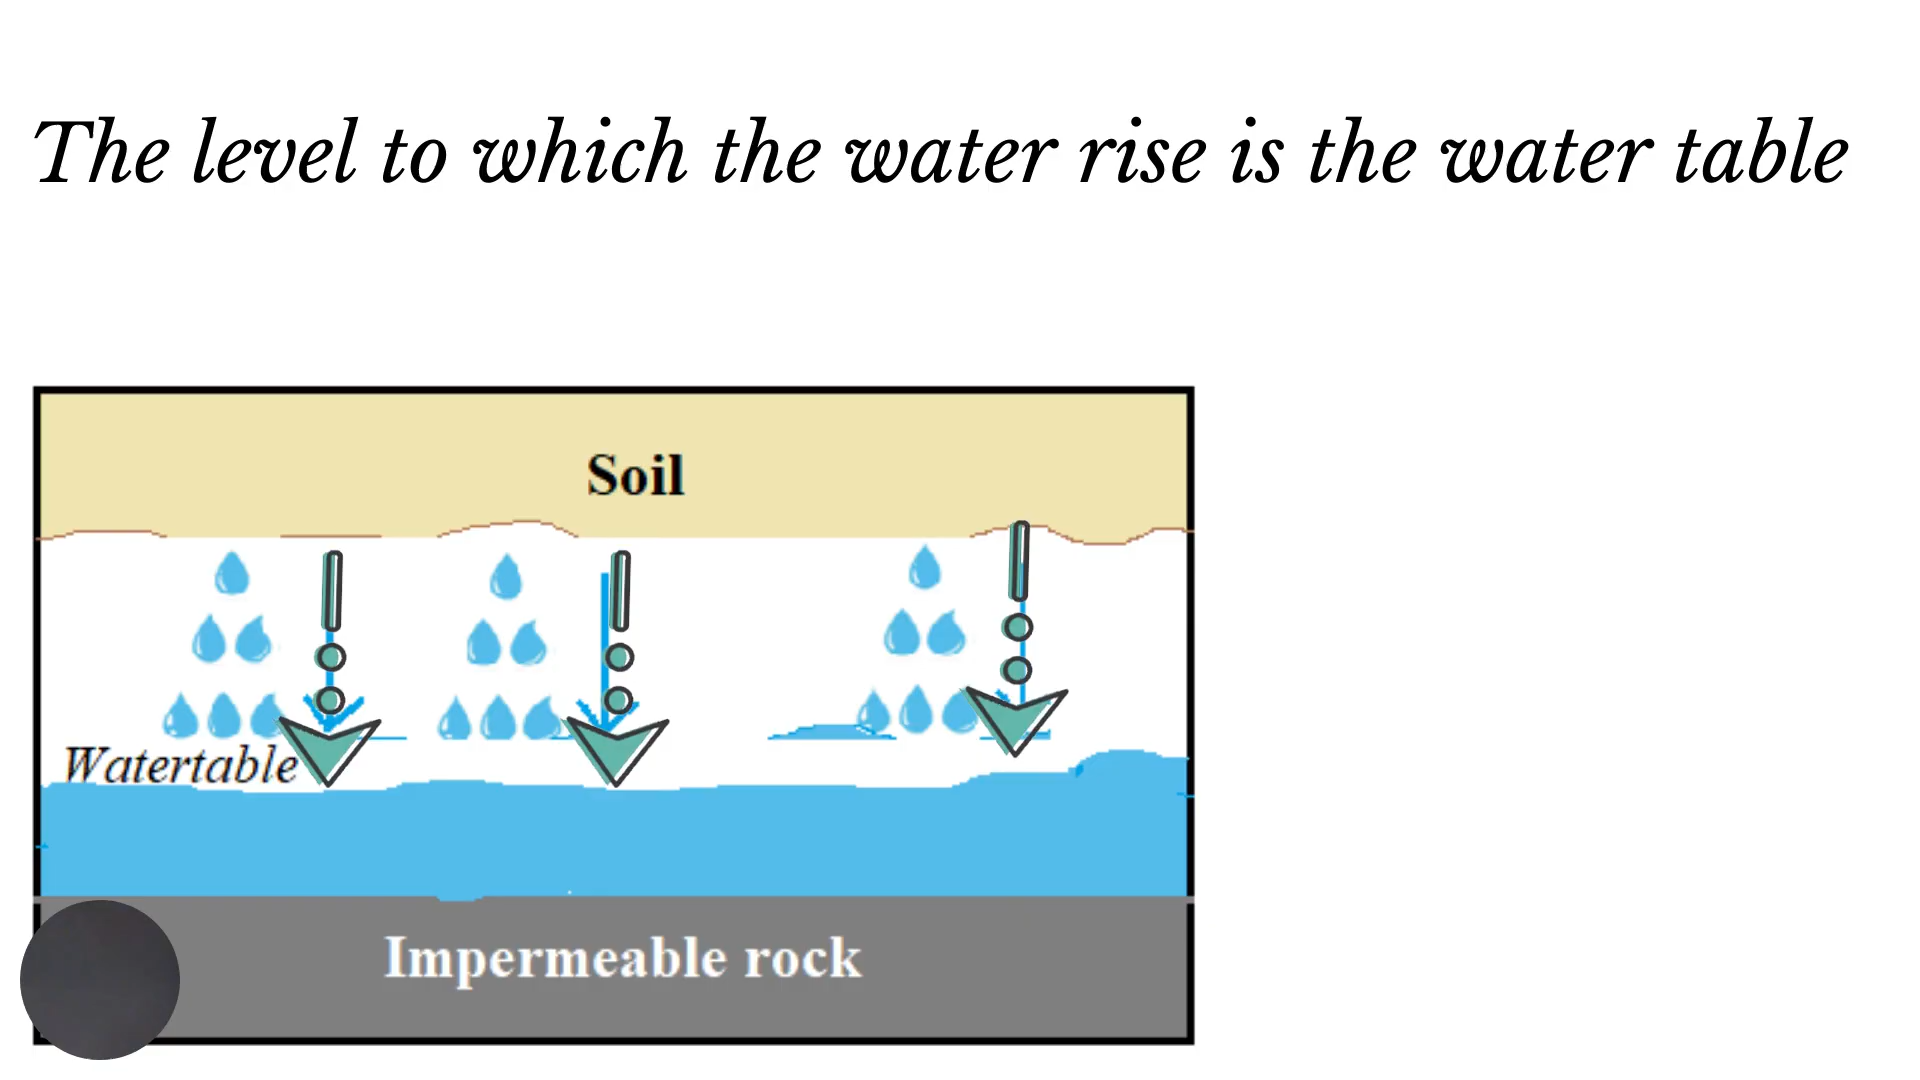 The level to which the water rise is the water table
Soil
Watertable
Impermeable rock